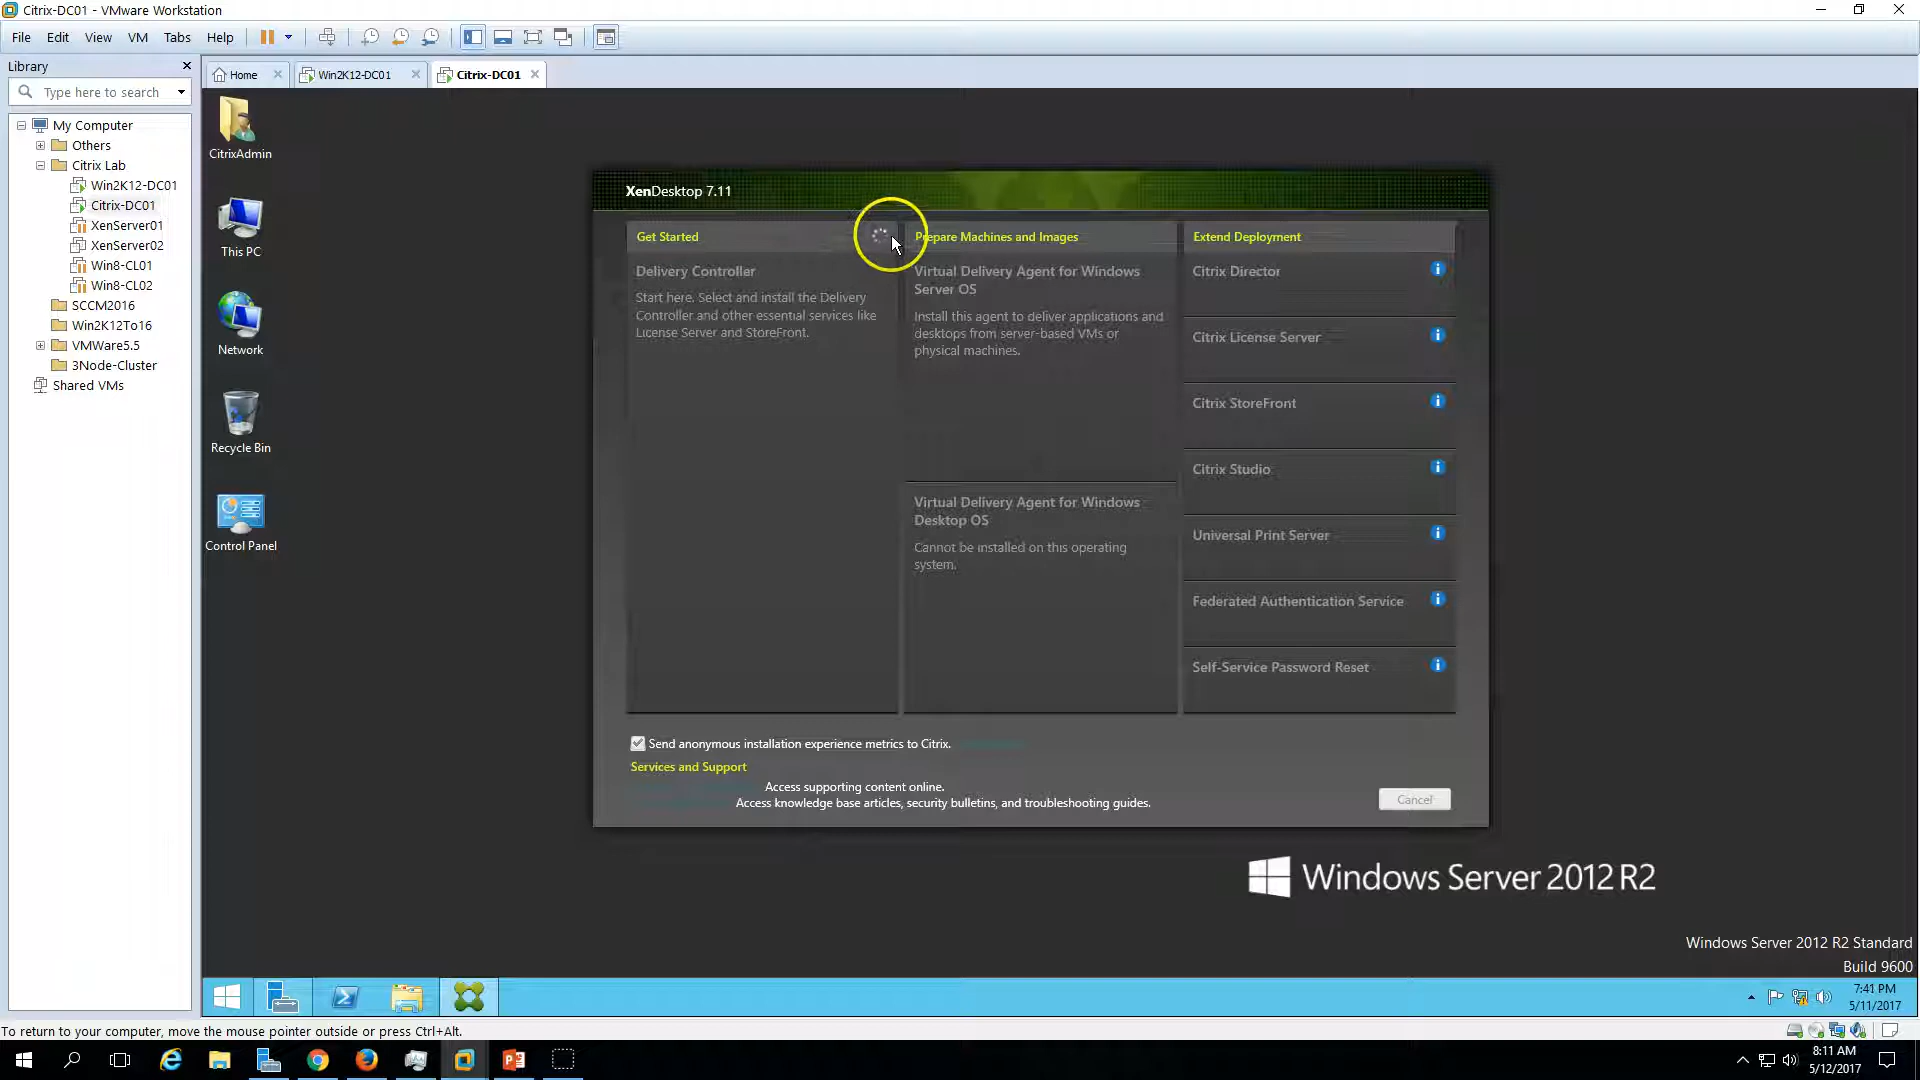 Citrix-DC01 - VMware Workstation
File Edit View VM Tabs Help
Library
Type here to search
My Computer
Others
Citrix Lab
Win2K12-DC01
Citrix-DC01
XenServer01
XenServer02
Win8-CL01
Win8-CL02
SCCM2016
Win2K12To16
VMWare5.5
3Node-Cluster
Shared VMs
Home
Win2K12-DC01
Citrix-DC01
CitrixAdmin
This PC
Network
Recycle Bin
Control Panel
XenDesktop 7.11
Get Started
Delivery Controller
Start here. Select and install the Delivery
Controller and other essential services like
License Server and StoreFront.
Prepare Machines and Images
Virtual Delivery Agent for Windows
Server OS
Install this agent to deliver applications and
desktops from server-based VMs or
physical machines.
Virtual Delivery Agent for Windows
Desktop OS
Cannot be installed on this operating
system.
Extend Deployment
Citrix Director
Citrix License Server
Citrix StoreFront
Citrix Studio
Universal Print Server
Federated Authentication Service
Self-Service Password Reset
Send anonymous installation experience metrics to Citrix.
Services and Support
Access supporting content online.
Access knowledge base articles, security bulletins, and troubleshooting guides.
Cancel
Windows Server 2012 R2
Windows Server 2012 R2 Standard
Build 9600
7:41 PM
5/11/2017
To return to your computer, move the mouse pointer outside or press Ctrl+Alt.
8:11 AM
5/12/2017